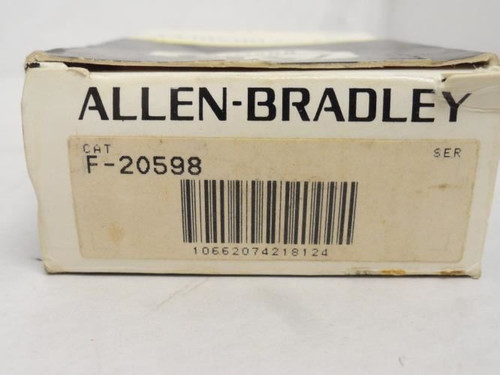 ALLEN-BRADLEY
CAT SER
F-20598
10662074218124